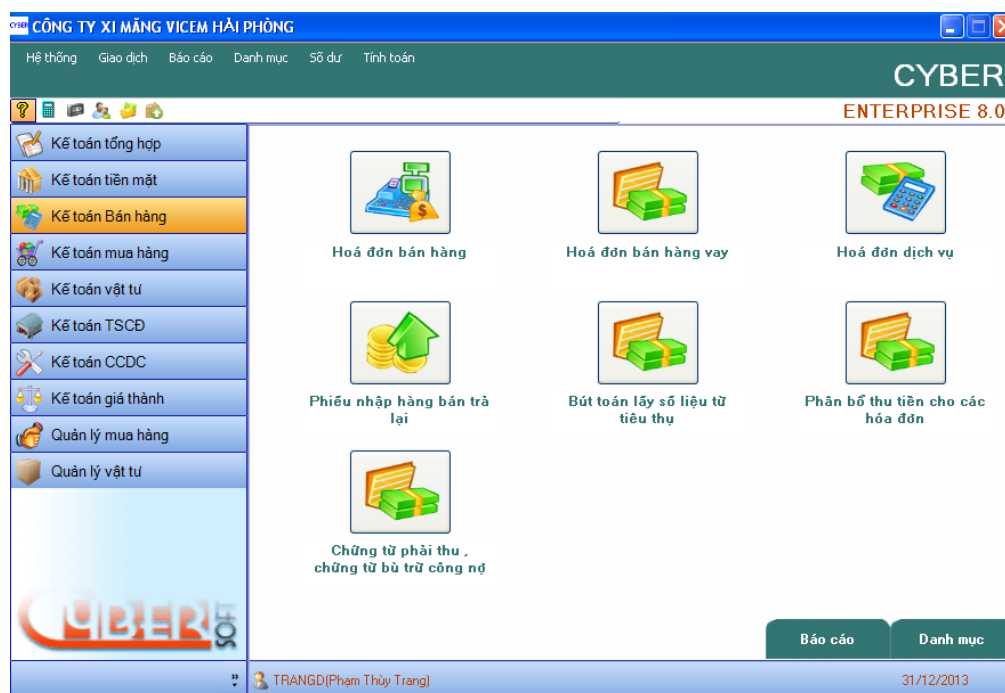 CYBER CÔNG TY XI MĂNG VICEM HẢI PHÒNG
Hệ thống Giao dịch Báo cáo Danh mục Số dư Tính toán
CYBER
ENTERPRISE 8.0
Kế toán tổng hợp
Kế toán tiền mặt
Kế toán Bán hàng
Kế toán mua hàng
Kế toán vật tư
Kế toán TSCĐ
Kế toán CCDC
Kế toán giá thành
Quản lý mua hàng
Quản lý vật tư
CYBER SOFT
Hoá đơn bán hàng
Hoá đơn bán hàng vay
Hoá đơn dịch vụ
Phiếu nhập hàng bán trả
lại
Bút toán lấy số liệu từ
tiêu thụ
Phân bổ thu tiền cho các
hóa đơn
Chứng từ phải thu ,
chứng từ bù trừ công nợ
Báo cáo Danh mục
TRANGD(Phạm Thùy Trang) 31/12/2013